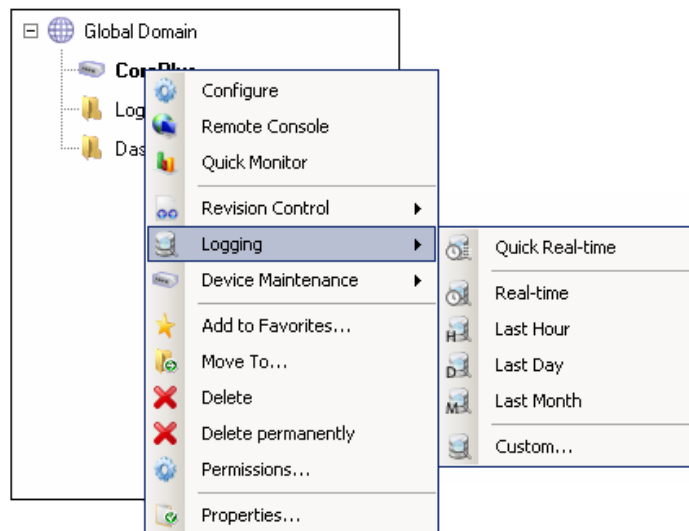 Global Domain
Configure
Remote Console
Quick Monitor
Revision Control
Logging
Device Maintenance
Add to Favorites...
Move To...
Delete
Delete permanently
Permissions...
Properties...
Quick Real-time
Real-time
Last Hour
Last Day
Last Month
Custom...